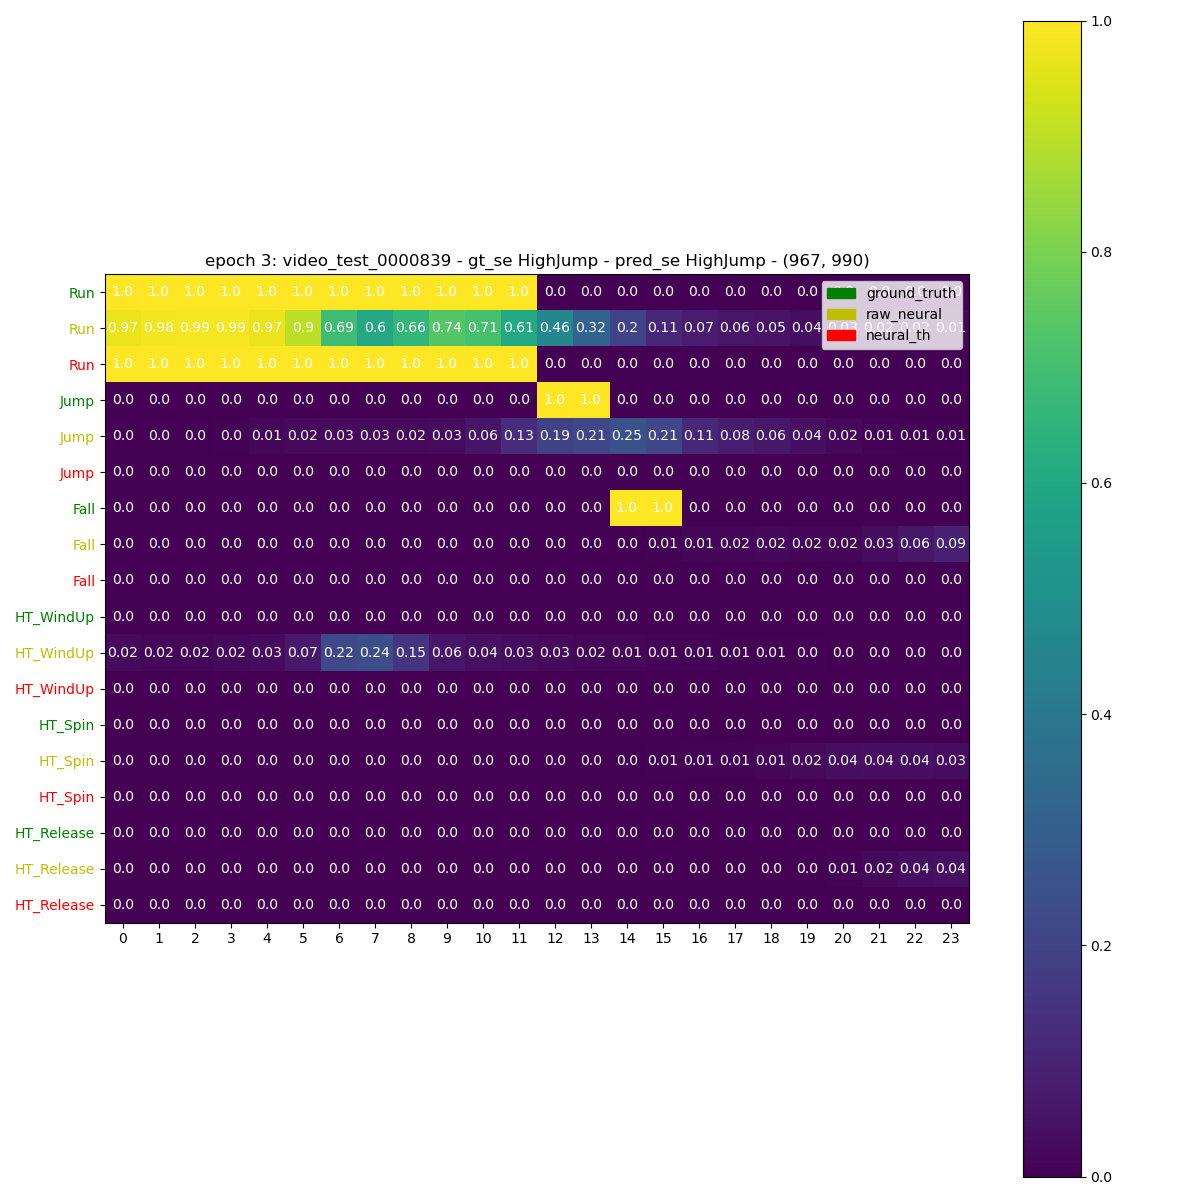 epoch 3: video_test_0000839 - gt_se HighJump - pred_se HighJump - (967, 990)
Run 1.0 1.0 1.0 1.0 1.0 1.0 1.0 1.0 1.0 1.0 1.0 1.0 0.0 0.0 0.0 0.0 0.0 0.0 0.0 0.0
Run 0.97 0.98 0.99 0.99 0.97 0.9 0.69 0.6 0.66 0.74 0.71 0.61 0.46 0.32 0.2 0.11 0.07 0.06 0.05 0.04 0.03 0.02 0.02 0.01
Run 1.0 1.0 1.0 1.0 1.0 1.0 1.0 1.0 1.0 1.0 1.0 1.0 0.0 0.0 0.0 0.0 0.0 0.0 0.0 0.0 0.0 0.0 0.0 0.0
Jump 0.0 0.0 0.0 0.0 0.0 0.0 0.0 0.0 0.0 0.0 0.0 0.0 1.0 1.0 0.0 0.0 0.0 0.0 0.0 0.0 0.0 0.0 0.0 0.0
Jump 0.0 0.0 0.0 0.0 0.01 0.02 0.03 0.03 0.02 0.03 0.06 0.13 0.19 0.21 0.25 0.21 0.11 0.08 0.06 0.04 0.02 0.01 0.01 0.01
Jump 0.0 0.0 0.0 0.0 0.0 0.0 0.0 0.0 0.0 0.0 0.0 0.0 0.0 0.0 0.0 0.0 0.0 0.0 0.0 0.0 0.0 0.0 0.0 0.0
Fall 0.0 0.0 0.0 0.0 0.0 0.0 0.0 0.0 0.0 0.0 0.0 0.0 0.0 0.0 1.0 1.0 0.0 0.0 0.0 0.0 0.0 0.0 0.0 0.0
Fall 0.0 0.0 0.0 0.0 0.0 0.0 0.0 0.0 0.0 0.0 0.0 0.0 0.0 0.0 0.0 0.01 0.01 0.02 0.02 0.02 0.02 0.03 0.06 0.09
Fall 0.0 0.0 0.0 0.0 0.0 0.0 0.0 0.0 0.0 0.0 0.0 0.0 0.0 0.0 0.0 0.0 0.0 0.0 0.0 0.0 0.0 0.0 0.0 0.0
HT_WindUp 0.0 0.0 0.0 0.0 0.0 0.0 0.0 0.0 0.0 0.0 0.0 0.0 0.0 0.0 0.0 0.0 0.0 0.0 0.0 0.0 0.0 0.0 0.0 0.0
HT_WindUp 0.02 0.02 0.02 0.02 0.03 0.07 0.22 0.24 0.15 0.06 0.04 0.03 0.03 0.02 0.01 0.01 0.01 0.01 0.01 0.0 0.0 0.0 0.0 0.0
HT_WindUp 0.0 0.0 0.0 0.0 0.0 0.0 0.0 0.0 0.0 0.0 0.0 0.0 0.0 0.0 0.0 0.0 0.0 0.0 0.0 0.0 0.0 0.0 0.0 0.0
HT_Spin 0.0 0.0 0.0 0.0 0.0 0.0 0.0 0.0 0.0 0.0 0.0 0.0 0.0 0.0 0.0 0.0 0.0 0.0 0.0 0.0 0.0 0.0 0.0 0.0
HT_Spin 0.0 0.0 0.0 0.0 0.0 0.0 0.0 0.0 0.0 0.0 0.0 0.0 0.0 0.0 0.0 0.01 0.01 0.01 0.01 0.02 0.04 0.04 0.04 0.03
HT_Spin 0.0 0.0 0.0 0.0 0.0 0.0 0.0 0.0 0.0 0.0 0.0 0.0 0.0 0.0 0.0 0.0 0.0 0.0 0.0 0.0 0.0 0.0 0.0 0.0
HT_Release 0.0 0.0 0.0 0.0 0.0 0.0 0.0 0.0 0.0 0.0 0.0 0.0 0.0 0.0 0.0 0.0 0.0 0.0 0.0 0.0 0.0 0.0 0.0 0.0
HT_Release 0.0 0.0 0.0 0.0 0.0 0.0 0.0 0.0 0.0 0.0 0.0 0.0 0.0 0.0 0.0 0.0 0.0 0.0 0.0 0.0 0.01 0.02 0.04 0.04
HT_Release 0.0 0.0 0.0 0.0 0.0 0.0 0.0 0.0 0.0 0.0 0.0 0.0 0.0 0.0 0.0 0.0 0.0 0.0 0.0 0.0 0.0 0.0 0.0 0.0
0 1 2 3 4 5 6 7 8 9 10 11 12 13 14 15 16 17 18 19 20 21 22 23
ground_truth
raw_neural
neural_th
1.0
0.8
0.6
0.4
0.2
0.0